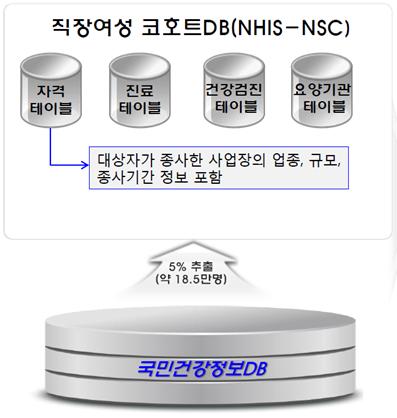 직장여성 코호트DB(NHIS-NSC)
자격
테이블
진료
테이블
건강검진
테이블
요양기관
테이블
대상자가 종사한 사업장의 업종, 규모,
종사기간 정보 포함
5% 추출
(약 18.5만명)
국민건강정보DB